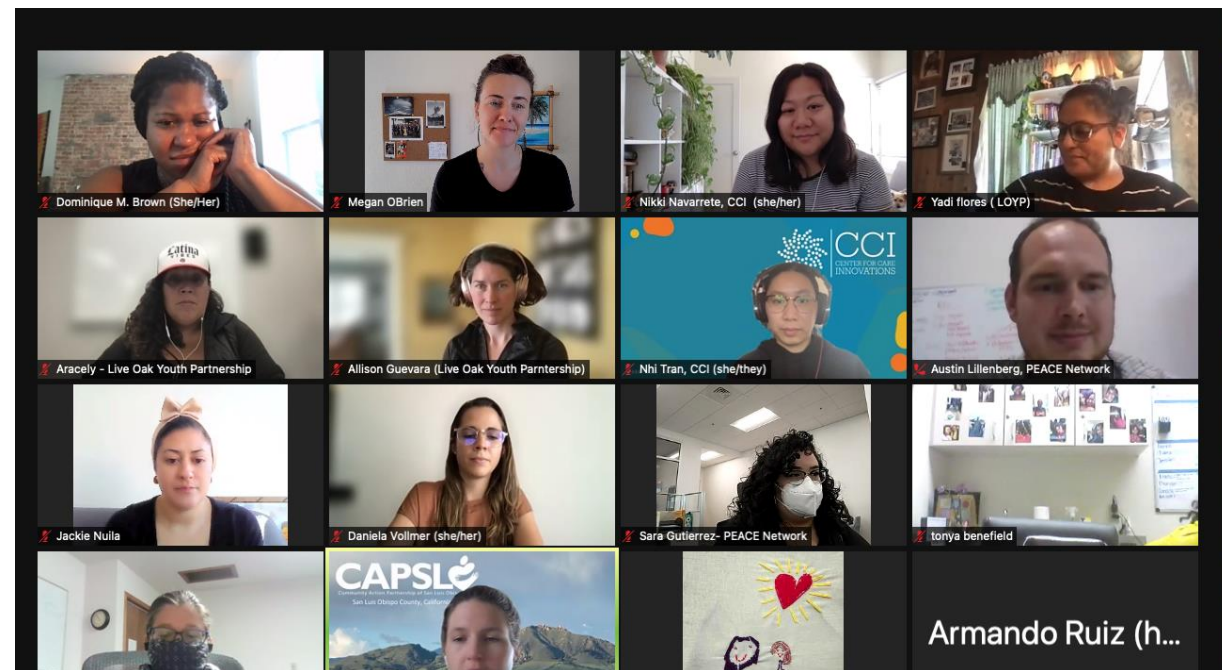 Dominique M. Brown (She/Her)
Megan OBrien
Nikki Navarrete, CCI (she/her)
Yadi flores ( LOYP)
Latina
CCI
CENTER FOR CARE
INNOVATIONS
Aracely - Live Oak Youth Partnership
Allison Guevara (Live Oak Youth Parntership)
Nhi Tran, CCI (she/they)
Austin Lillenberg, PEACE Network
Jackie Nuila
Daniela Vollmer (she/her)
Sara Gutierrez- PEACE Network
tonya benefield
CAPSLO
Community Action Partnership of San Luis Obispo
San Luis Obispo County, California
Armando Ruiz (h...